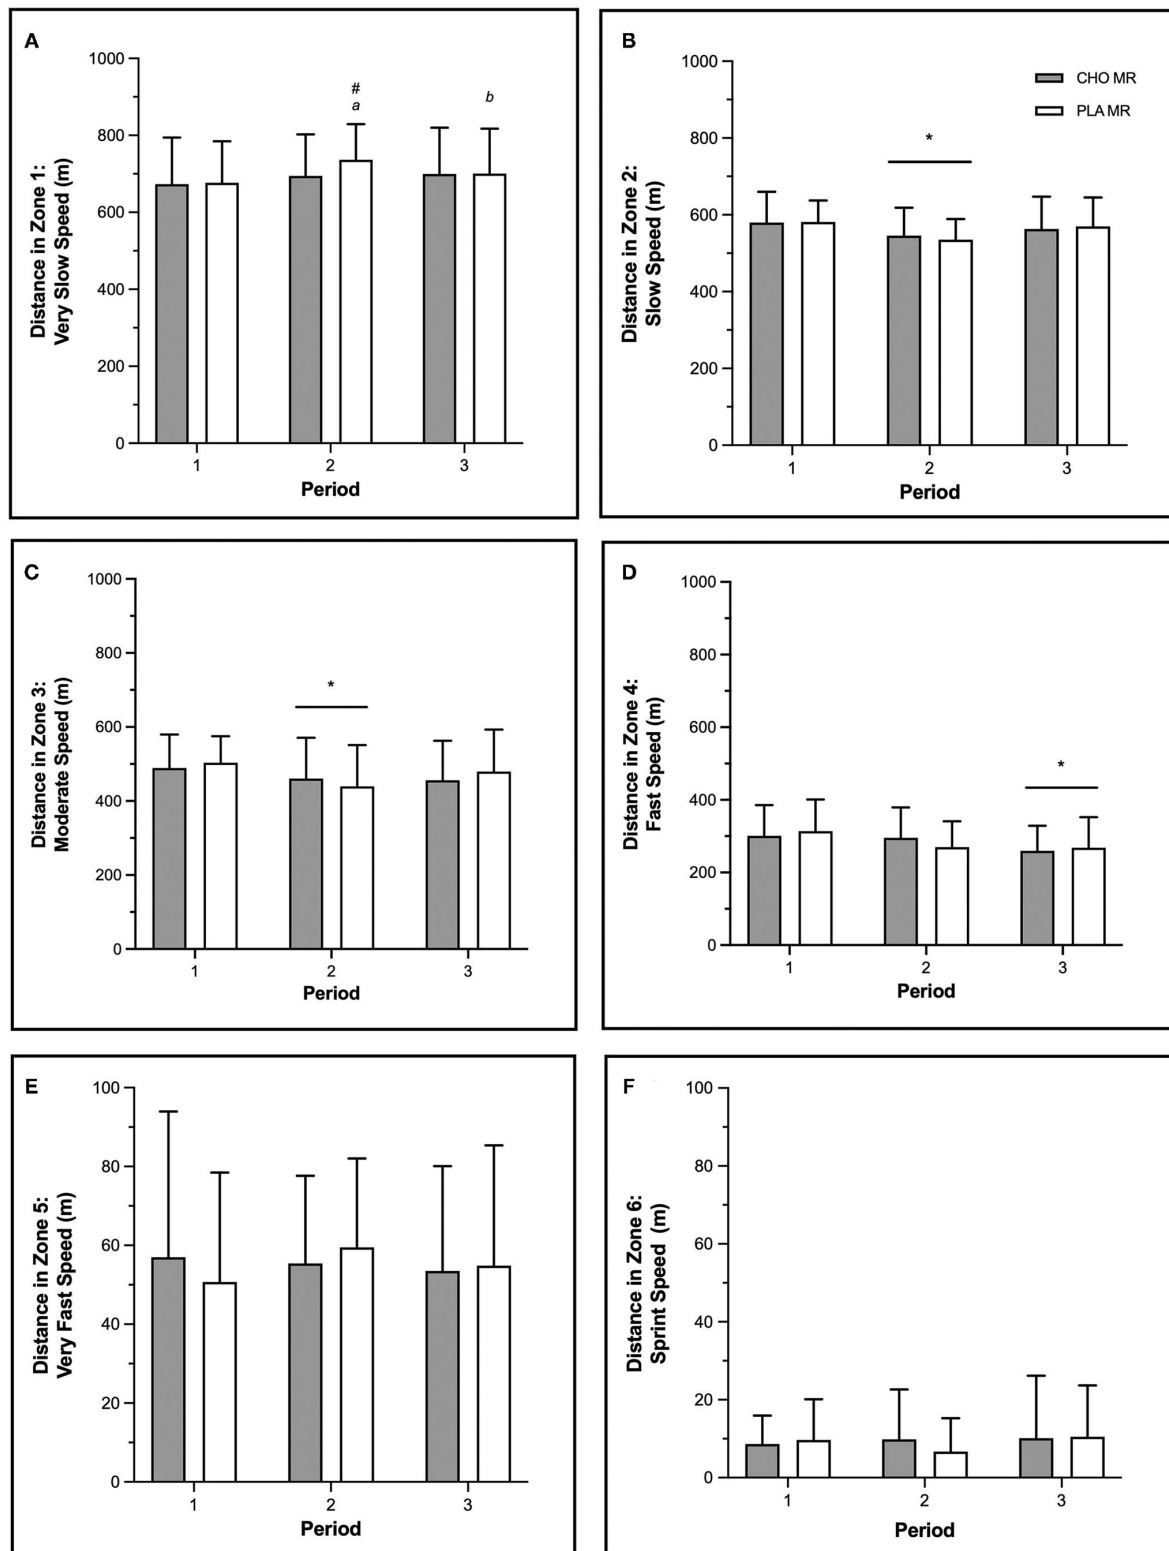 A
1000
800
600
400
200
0
Distance in Zone 1:
Very Slow Speed (m)
#
a
b
1 2 3
Period
B
1000
800
600
400
200
0
Distance in Zone 2:
Slow Speed (m)
*
CHO MR
PLA MR
1 2 3
Period
C
1000
800
600
400
200
0
Distance in Zone 3:
Moderate Speed (m)
*
1 2 3
Period
D
1000
800
600
400
200
0
Distance in Zone 4:
Fast Speed (m)
*
1 2 3
Period
E
100
80
60
40
20
0
Distance in Zone 5:
Very Fast Speed (m)
1 2 3
Period
F
100
80
60
40
20
0
Distance in Zone 6:
Sprint Speed (m)
1 2 3
Period